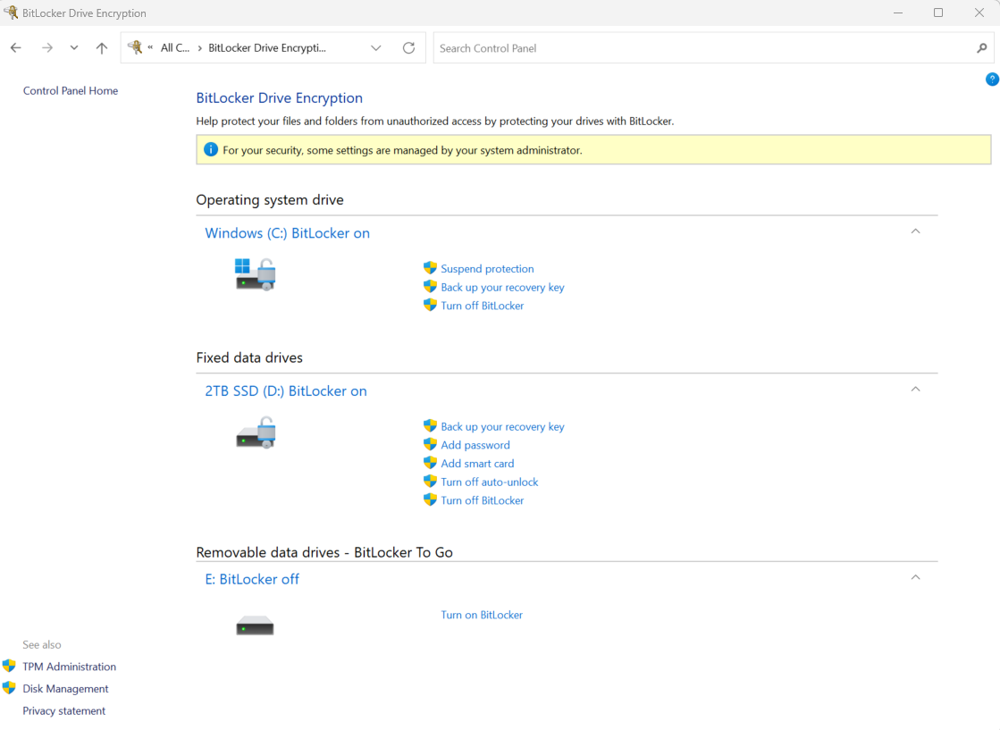 BitLocker Drive Encryption
« All C... › BitLocker Drive Encrypti...
Search Control Panel
Control Panel Home
BitLocker Drive Encryption
Help protect your files and folders from unauthorized access by protecting your drives with BitLocker.
For your security, some settings are managed by your system administrator.
Operating system drive
Windows (C:) BitLocker on
Suspend protection
Back up your recovery key
Turn off BitLocker
Fixed data drives
2TB SSD (D:) BitLocker on
Back up your recovery key
Add password
Add smart card
Turn off auto-unlock
Turn off BitLocker
Removable data drives - BitLocker To Go
E: BitLocker off
Turn on BitLocker
See also
TPM Administration
Disk Management
Privacy statement